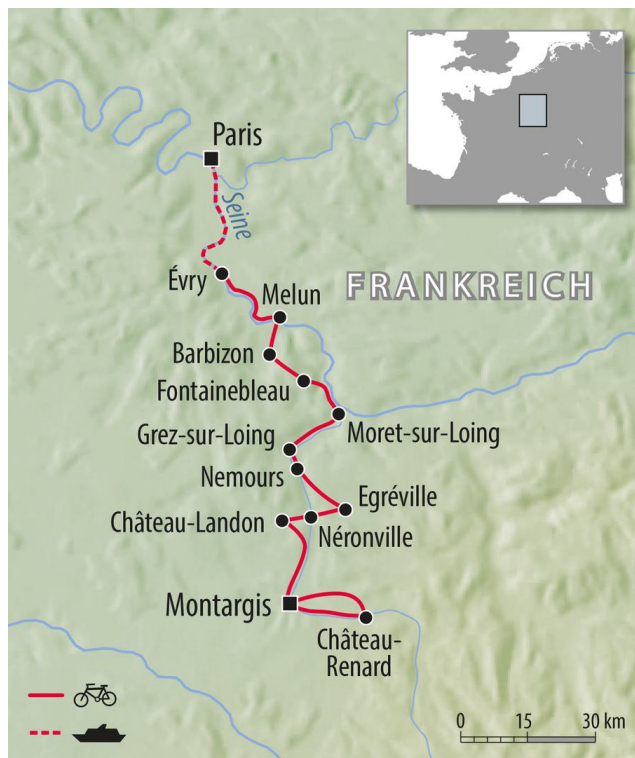 Paris
Seine
Évry
Melun
FRANKREICH
Barbizon
Fontainebleau
Moret-sur-Loing
Grez-sur-Loing
Nemours
Egréville
Château-Landon
Néronville
Montargis
Château-
Renard
0 15 30 km